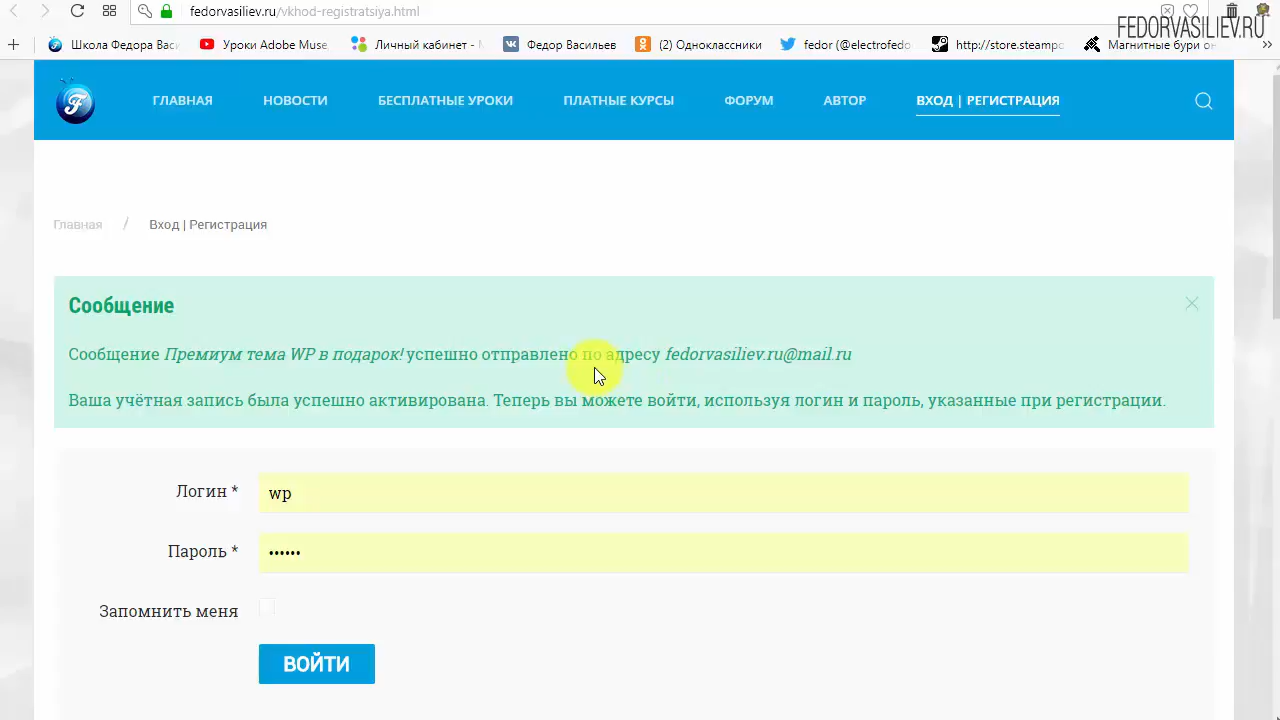 fedorvasiliev.ru/vkhod-registratsiya.html
FEDORVASILIEV.RU
Школа Федора Васи
Уроки Adobe Muse,
Личный кабинет -
Федор Васильев
(2) Одноклассники
fedor (@electrofedo
http://store.steampo
Магнитные бури он
ГЛАВНАЯ
НОВОСТИ
БЕСПЛАТНЫЕ УРОКИ
ПЛАТНЫЕ КУРСЫ
ФОРУМ
АВТОР
ВХОД | РЕГИСТРАЦИЯ
Главная / Вход | Регистрация
Сообщение
Сообщение Премиум тема WP в подарок! успешно отправлено по адресу fedorvasiliev.ru@mail.ru
Ваша учётная запись была успешно активирована. Теперь вы можете войти, используя логин и пароль, указанные при регистрации.
Логин *
wp
Пароль *
••••••
Запомнить меня
ВОЙТИ